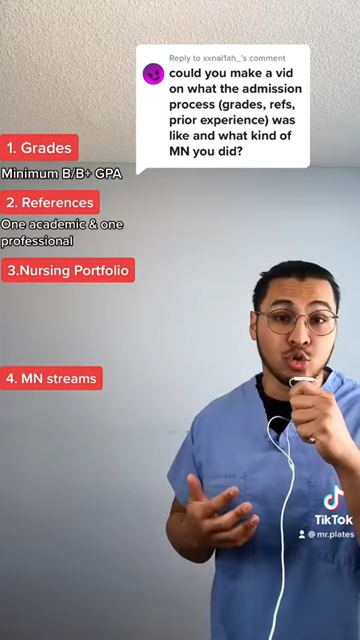 Reply to xxnai1ah_'s comment
could you make a vid
on what the admission
process (grades, refs,
prior experience) was
like and what kind of
MN you did?
1. Grades
Minimum B/B+ GPA
2. References
One academic & one
professional
3.Nursing Portfolio
4. MN streams
TikTok
@mr.plates